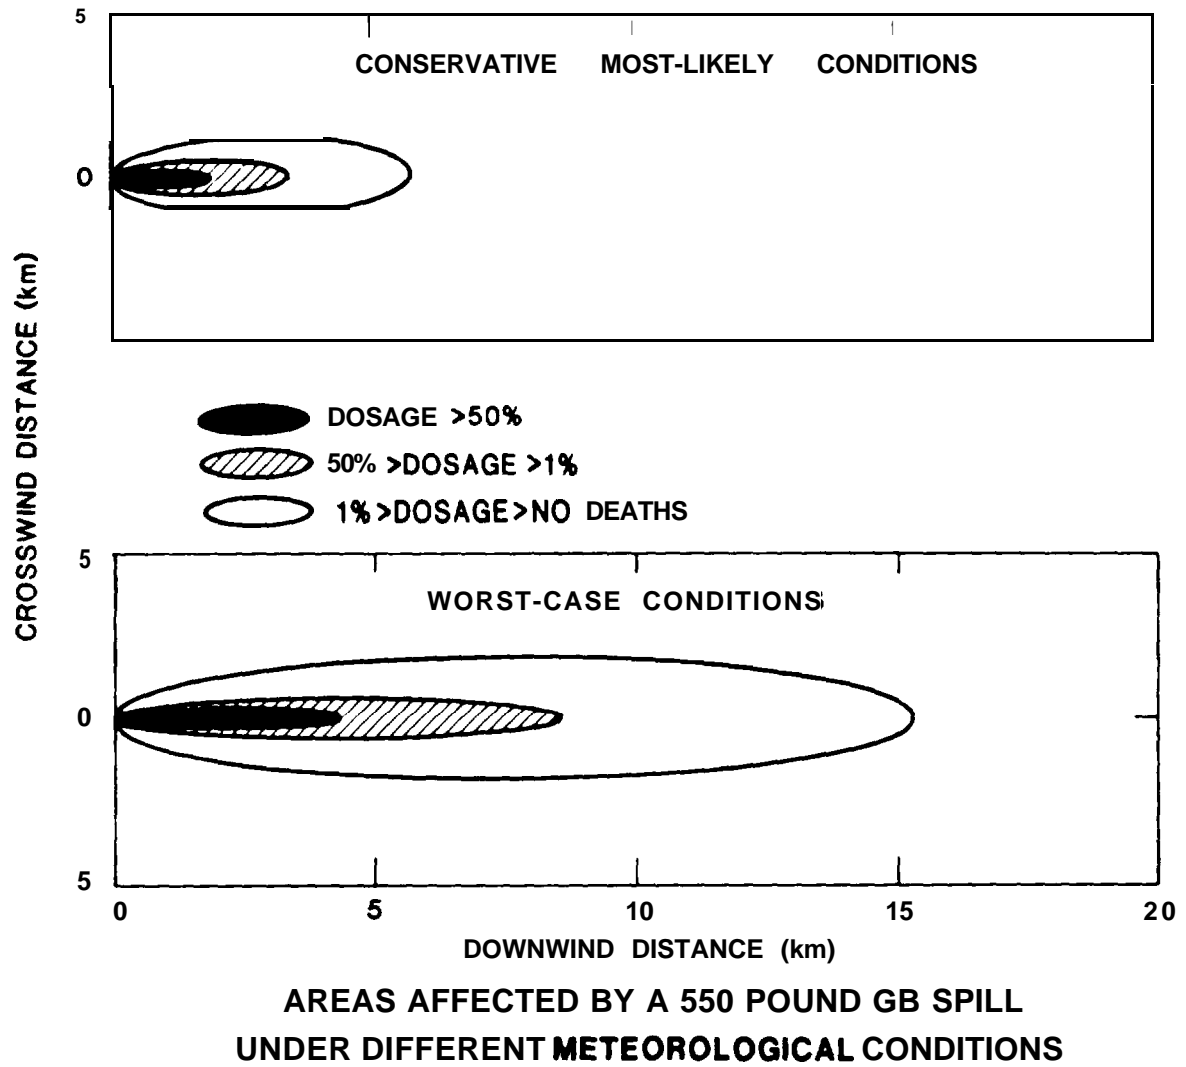 5
CONSERVATIVE MOST-LIKELY CONDITIONS
0
CROSSWIND DISTANCE (km)
DOSAGE >50%
50% >DOSAGE >1%
1% >DOSAGE>NO DEATHS
5
WORST-CASE CONDITIONS
0
5
0 5 10 15 20
DOWNWIND DISTANCE (km)
AREAS AFFECTED BY A 550 POUND GB SPILL
UNDER DIFFERENT METEOROLOGICAL CONDITIONS